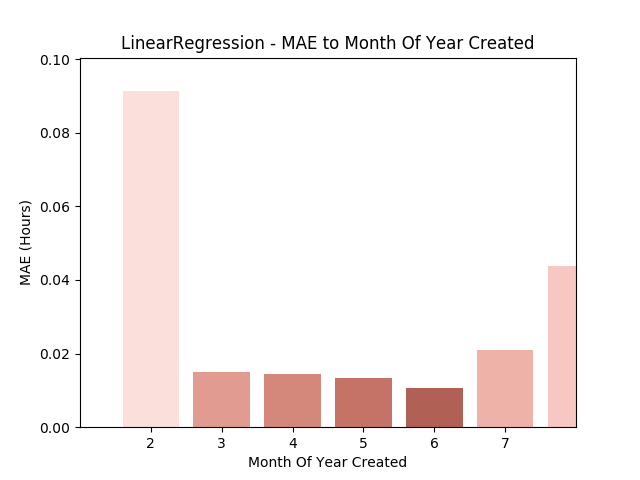 LinearRegression - MAE to Month Of Year Created
0.10
0.08
0.06
0.04
0.02
0.00
MAE (Hours)
2 3 4 5 6 7
Month Of Year Created